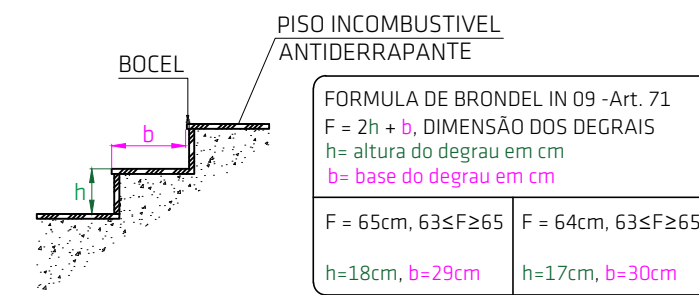 PISO INCOMBUSTIVEL
ANTIDERRAPANTE
BOCEL
b
h
FORMULA DE BRONDEL IN 09 -Art. 71
F = 2h + b, DIMENSÃO DOS DEGRAIS
h= altura do degrau em cm
b= base do degrau em cm
F = 65cm, 63≤F≥65
h=18cm, b=29cm
F = 64cm, 63≤F≥65
h=17cm, b=30cm